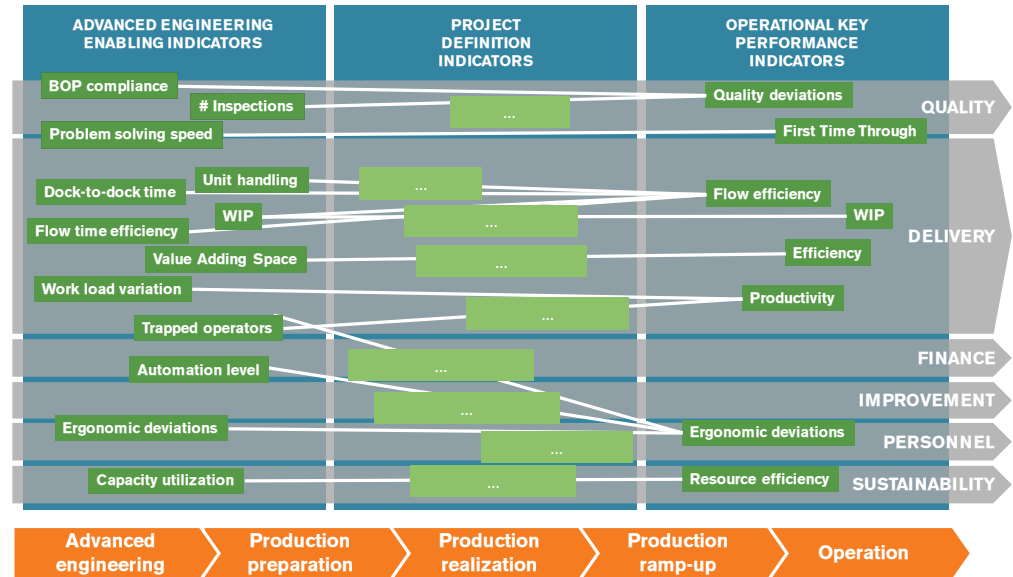 ADVANCED ENGINEERING
ENABLING INDICATORS
PROJECT
DEFINITION
INDICATORS
OPERATIONAL KEY
PERFORMANCE
INDICATORS
BOP compliance
# Inspections
...
Quality deviations
QUALITY
Problem solving speed
First Time Through
Unit handling
...
Dock-to-dock time
Flow efficiency
WIP
...
WIP
Flow time efficiency
DELIVERY
Value Adding Space
...
Efficiency
Work load variation
Productivity
Trapped operators
...
FINANCE
Automation level
...
IMPROVEMENT
...
Ergonomic deviations
Ergonomic deviations
PERSONNEL
...
Capacity utilization
...
Resource efficiency
SUSTAINABILITY
Advanced
engineering
Production
preparation
Production
realization
Production
ramp-up
Operation